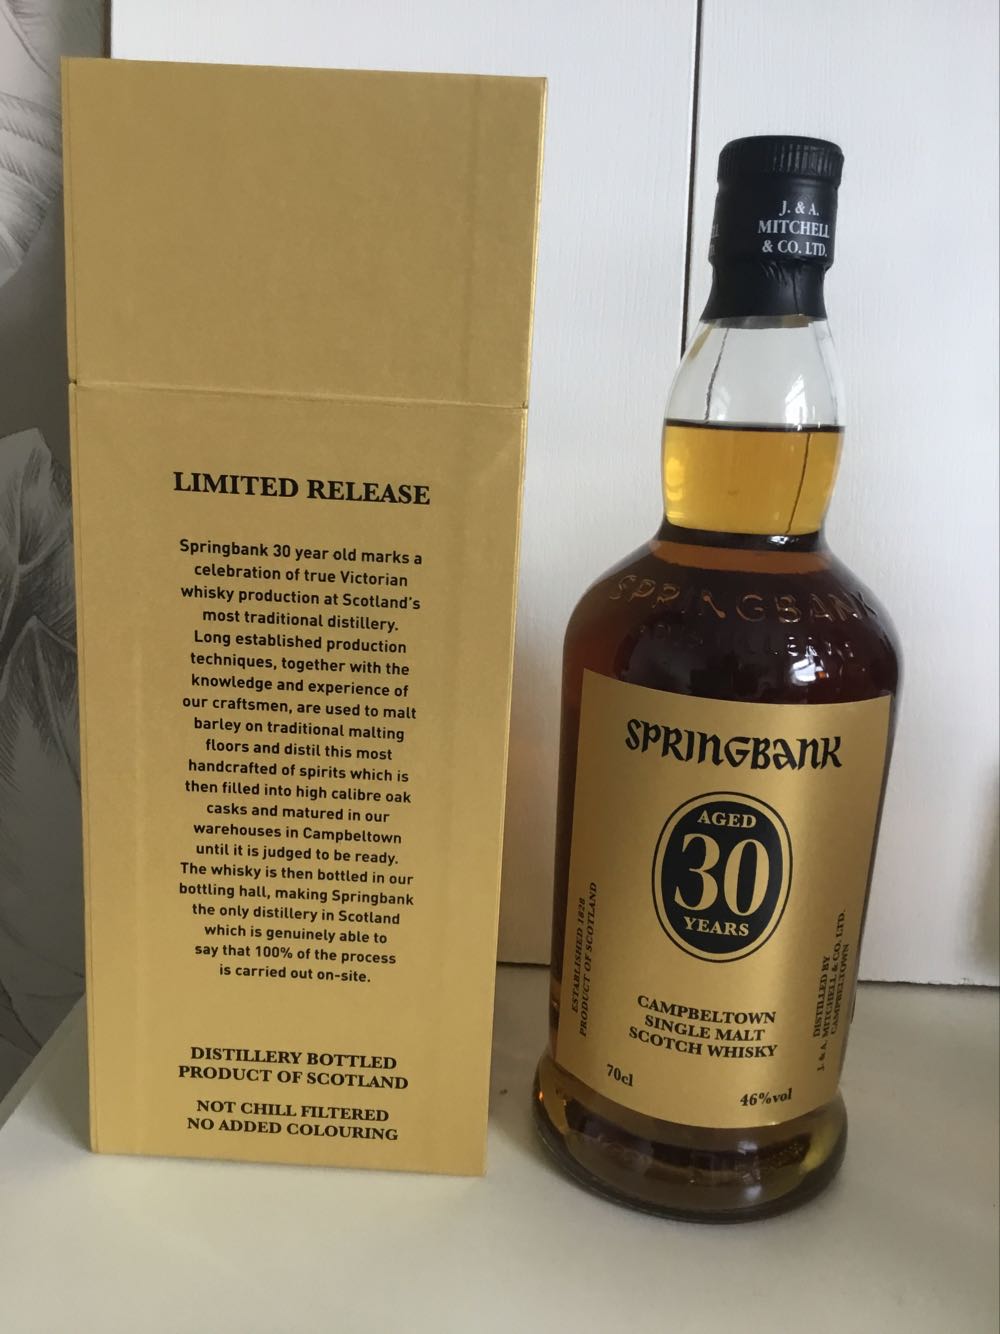 LIMITED RELEASE
Springbank 30 year old marks a
celebration of true Victorian
whisky production at Scotland's
most traditional distillery.
Long established production
techniques, together with the
knowledge and experience of
our craftsmen, are used to malt
barley on traditional malting
floors and distil this most
handcrafted of spirits which is
then filled into high calibre oak
casks and matured in our
warehouses in Campbeltown
until it is judged to be ready.
The whisky is then bottled in our
bottling hall, making Springbank
the only distillery in Scotland
which is genuinely able to
say that 100% of the process
is carried out on-site.
DISTILLERY BOTTLED
PRODUCT OF SCOTLAND
NOT CHILL FILTERED
NO ADDED COLOURING
J. & A.
MITCHELL
& CO. LTD.
SPRINGBANK
SPRINGBANK
AGED
30
YEARS
ESTABLISHED 1828
PRODUCT OF SCOTLAND
CAMPBELTOWN
SINGLE MALT
SCOTCH WHISKY
70cl
46%vol
DISTILLED BY
J. & A. MITCHELL & CO. LTD.
CAMPBELTOWN